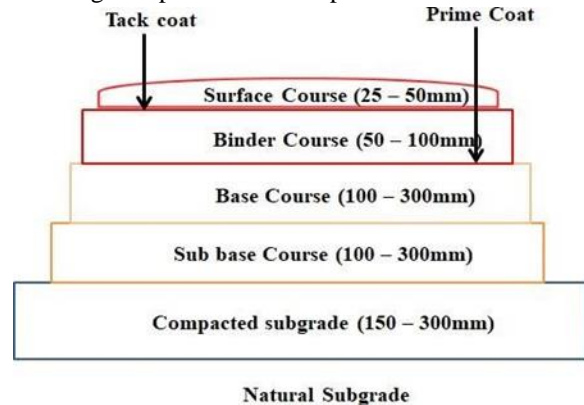 Tack coat
Prime Coat
Surface Course (25 – 50mm)
Binder Course (50 – 100mm)
Base Course (100 – 300mm)
Sub base Course (100 – 300mm)
Compacted subgrade (150 – 300mm)
Natural Subgrade